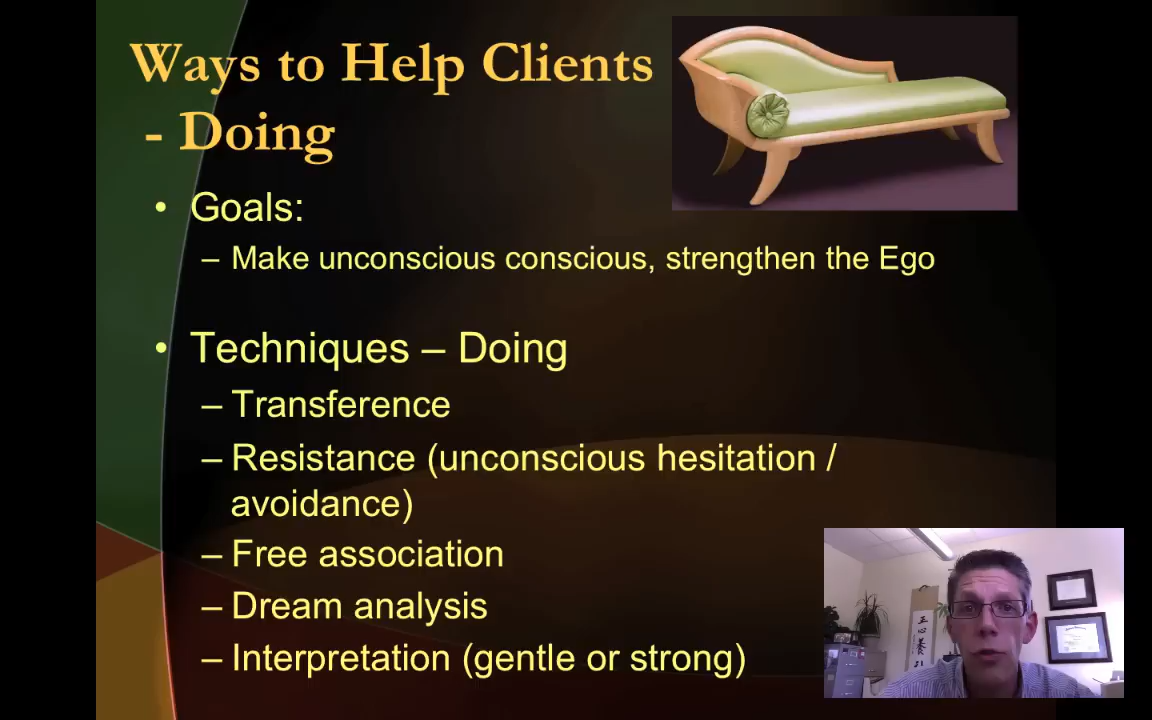 Ways to Help Clients
- Doing
• Goals:
– Make unconscious conscious, strengthen the Ego
• Techniques – Doing
– Transference
– Resistance (unconscious hesitation /
avoidance)
– Free association
– Dream analysis
– Interpretation (gentle or strong)